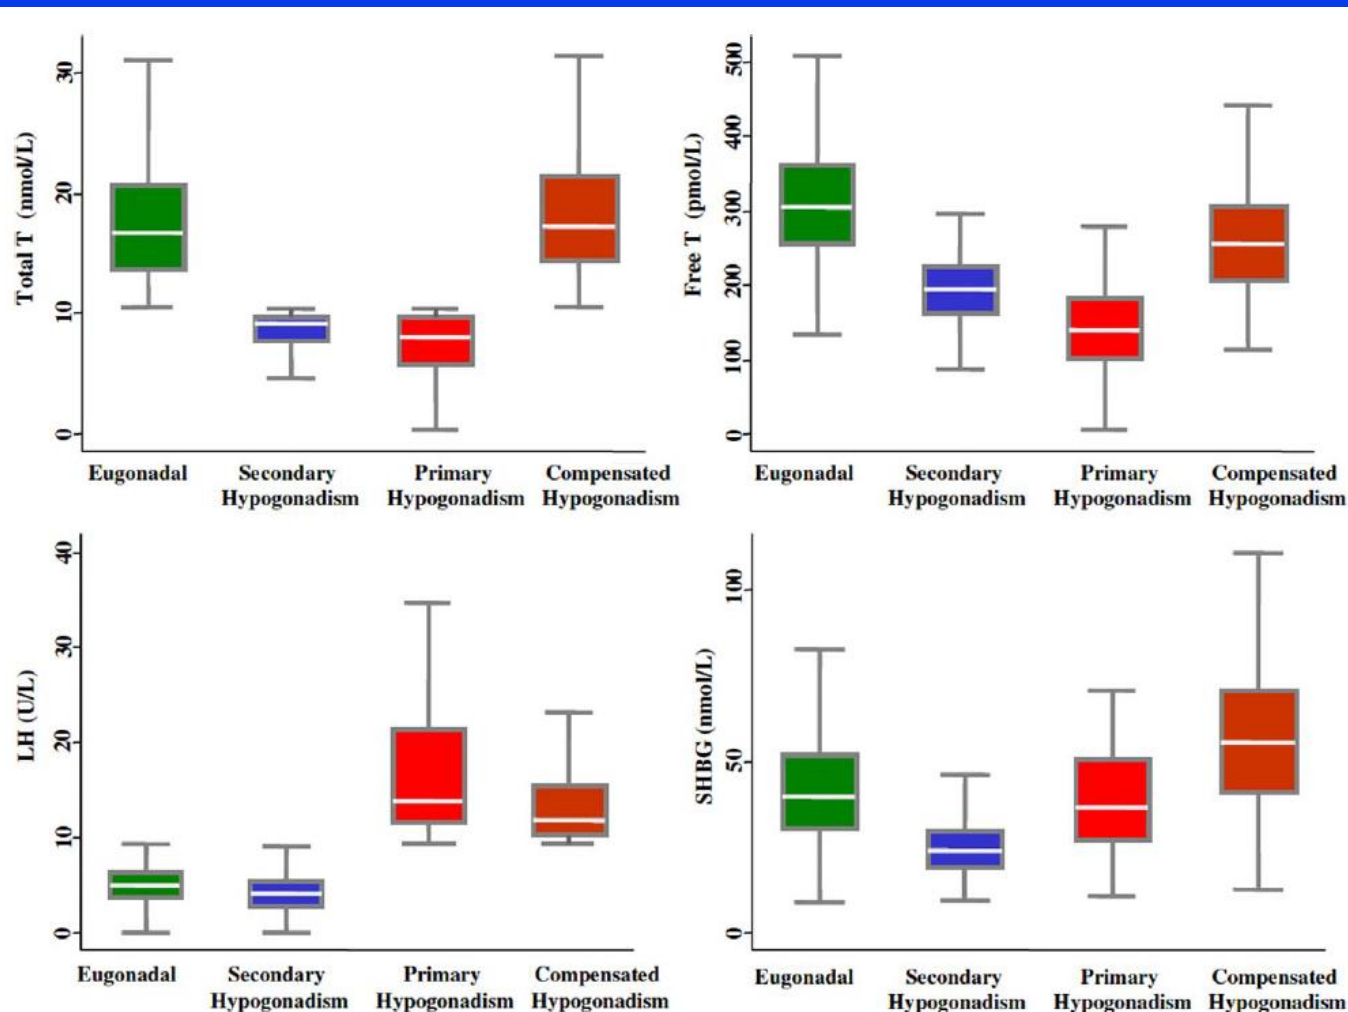 Total T (nmol/L)
30
20
10
0
Eugonadal
Secondary
Hypogonadism
Primary
Hypogonadism
Compensated
Hypogonadism
Free T (pmol/L)
500
400
300
200
100
0
Eugonadal
Secondary
Hypogonadism
Primary
Hypogonadism
Compensated
Hypogonadism
LH (U/L)
40
30
20
10
0
Eugonadal
Secondary
Hypogonadism
Primary
Hypogonadism
Compensated
Hypogonadism
SHBG (nmol/L)
100
50
0
Eugonadal
Secondary
Hypogonadism
Primary
Hypogonadism
Compensated
Hypogonadism